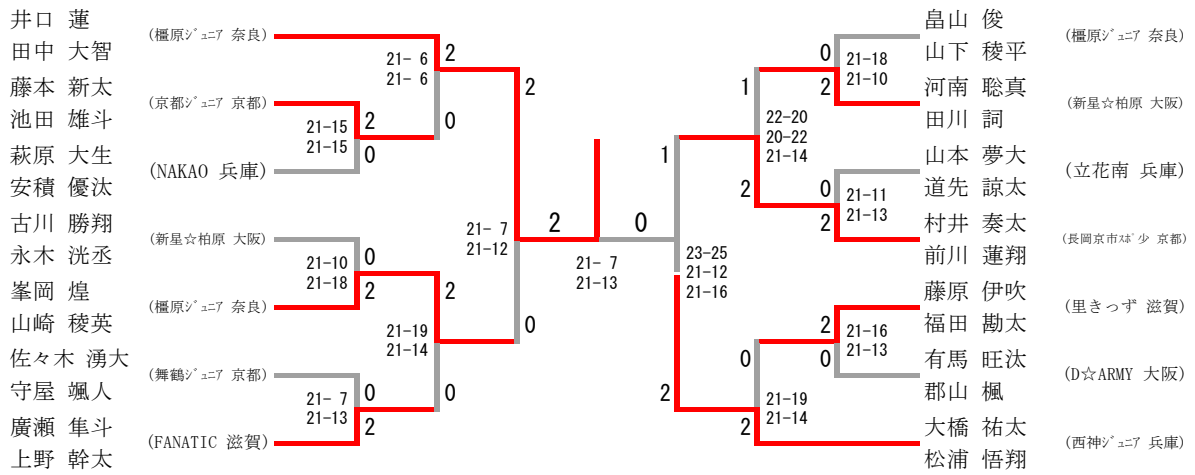 井口 蓮
田中 大智
(橿原ｼﾞｭﾆｱ 奈良)
藤本 新太
池田 雄斗
(京都ジュニア 京都)
萩原 大生
安積 優汰
(NAKAO 兵庫)
古川 勝翔
永木 洸丞
(新星☆柏原 大阪)
峯岡 煌
山崎 稜英
(橿原ｼﾞｭﾆｱ 奈良)
佐々木 湧大
守屋 颯人
(舞鶴ｼﾞｭﾆｱ 京都)
廣瀬 隼斗
上野 幹太
(FANATIC 滋賀)
21-15
21-15
2
0
21-10
21-18
0
2
21- 7
21-13
0
2
21- 6
21- 6
2
0
21-19
21-14
2
0
21- 7
21-12
2
0
2
0
21- 7
21-13
1
2
23-25
21-12
21-16
1
2
22-20
20-22
21-14
0
2
21-19
21-14
0
2
21-18
21-10
0
2
21-11
21-13
2
0
21-16
21-13
畠山 俊
山下 稜平
(橿原ｼﾞｭﾆｱ 奈良)
河南 聡真
田川 詞
(新星☆柏原 大阪)
山本 夢大
道先 諒太
(立花南 兵庫)
村井 奏太
前川 蓮翔
(長岡京市ｽﾎﾟ少 京都)
藤原 伊吹
福田 勘太
(里きっず 滋賀)
有馬 旺汰
郡山 楓
(D☆ARMY 大阪)
大橋 祐太
松浦 悟翔
(西神ｼﾞｭﾆｱ 兵庫)